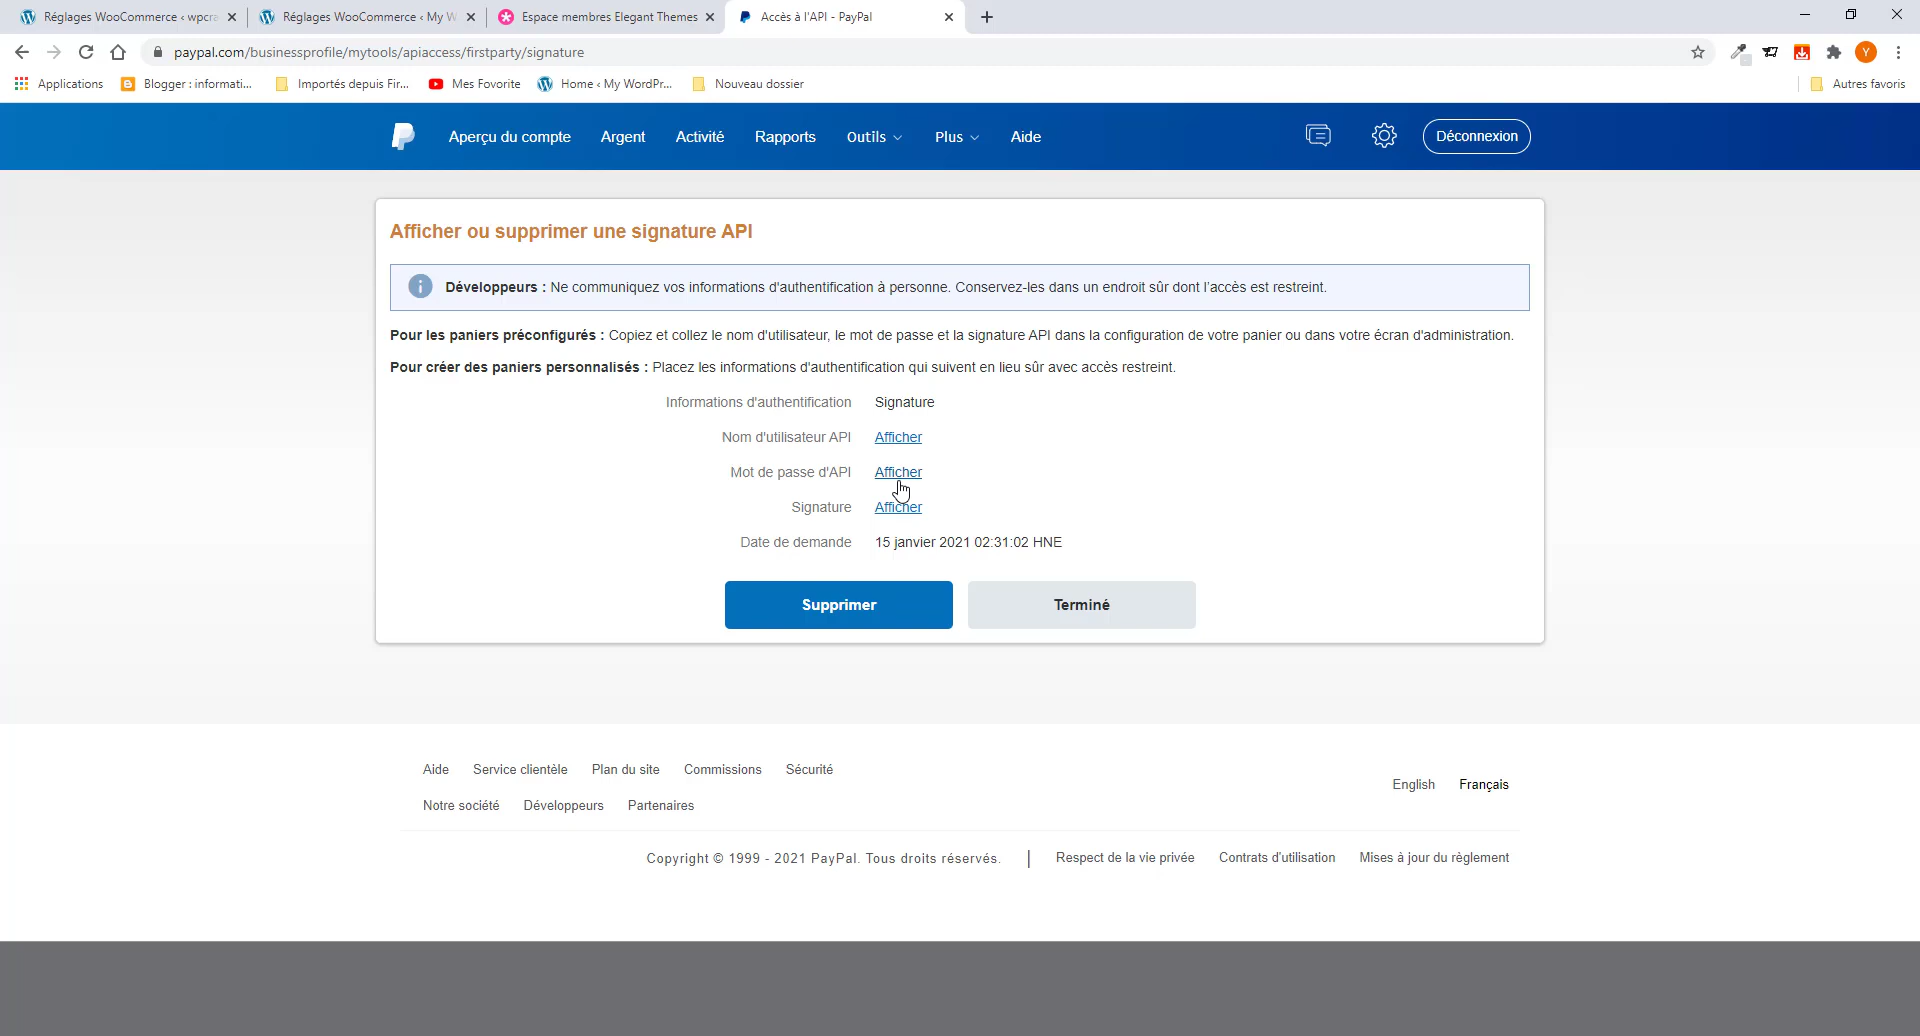 Réglages WooCommerce ‹ wpcra
Réglages WooCommerce ‹ My W
Espace membres Elegant Themes
Accès à l'API - PayPal
paypal.com/businessprofile/mytools/apiaccess/firstparty/signature
Y
Applications
Blogger : informati...
Importés depuis Fir...
Mes Fovorite
Home ‹ My WordPr...
Nouveau dossier
Autres favoris
Aperçu du compte
Argent
Activité
Rapports
Outils
Plus
Aide
Déconnexion
Afficher ou supprimer une signature API
Développeurs : Ne communiquez vos informations d'authentification à personne. Conservez-les dans un endroit sûr dont l'accès est restreint.
Pour les paniers préconfigurés : Copiez et collez le nom d'utilisateur, le mot de passe et la signature API dans la configuration de votre panier ou dans votre écran d'administration.
Pour créer des paniers personnalisés : Placez les informations d'authentification qui suivent en lieu sûr avec accès restreint.
Informations d'authentification Signature
Nom d'utilisateur API Afficher
Mot de passe d'API Afficher
Signature Afficher
Date de demande 15 janvier 2021 02:31:02 HNE
Supprimer
Terminé
Aide Service clientèle Plan du site Commissions Sécurité
English Français
Notre société Développeurs Partenaires
Copyright © 1999 - 2021 PayPal. Tous droits réservés. | Respect de la vie privée Contrats d'utilisation Mises à jour du règlement